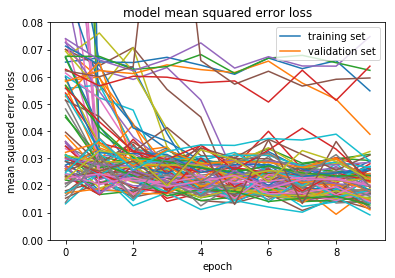 model mean squared error loss
training set
validation set
mean squared error loss
0.08
0.07
0.06
0.05
0.04
0.03
0.02
0.01
0.00
0
2
4
6
8
epoch